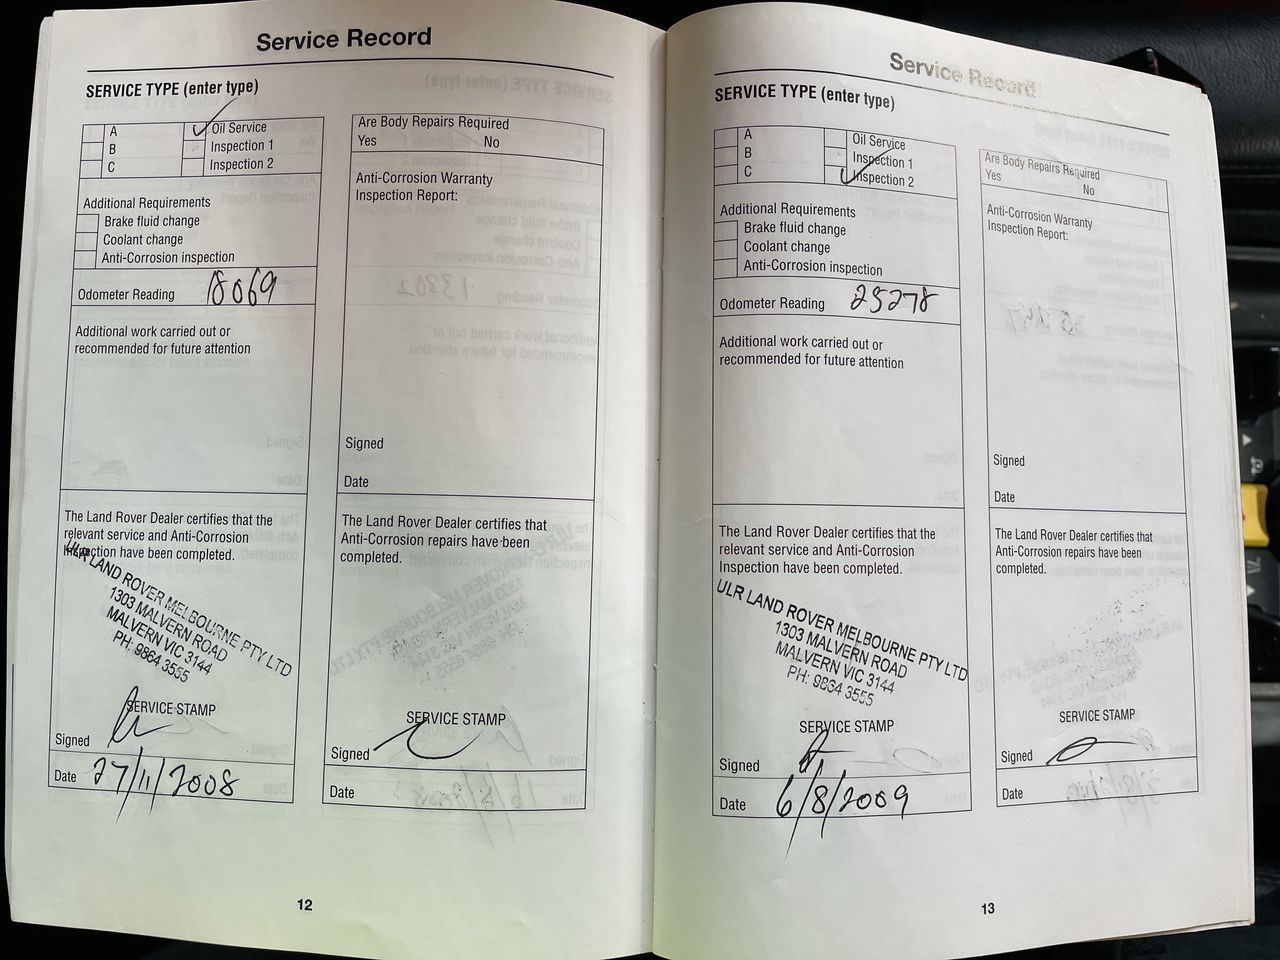 Service Record
SERVICE TYPE (enter type)
A
B
C
Oil Service
Inspection 1
Inspection 2
Additional Requirements
Brake fluid change
Coolant change
Anti-Corrosion inspection
Odometer Reading 18069
Additional work carried out or
recommended for future attention
The Land Rover Dealer certifies that the
relevant service and Anti-Corrosion
Inspection have been completed.
ULR LAND ROVER MELBOURNE PTY LTD
1303 MALVERN ROAD
MALVERN VIC 3144
PH: 9864 3555
SERVICE STAMP
Signed
Date 27/11/2008
Are Body Repairs Required
Yes No
Anti-Corrosion Warranty
Inspection Report:
Signed
Date
The Land Rover Dealer certifies that
Anti-Corrosion repairs have been
completed.
SERVICE STAMP
Signed
Date
12
Service Record
SERVICE TYPE (enter type)
A
B
C
Oil Service
Inspection 1
Inspection 2
Additional Requirements
Brake fluid change
Coolant change
Anti-Corrosion inspection
Odometer Reading 25278
Additional work carried out or
recommended for future attention
The Land Rover Dealer certifies that the
relevant service and Anti-Corrosion
Inspection have been completed.
ULR LAND ROVER MELBOURNE PTY LTD
1303 MALVERN ROAD
MALVERN VIC 3144
PH: 9864 3555
SERVICE STAMP
Signed
Date 6/8/2009
Are Body Repairs Required
Yes No
Anti-Corrosion Warranty
Inspection Report:
Signed
Date
The Land Rover Dealer certifies that
Anti-Corrosion repairs have been
completed.
SERVICE STAMP
Signed
Date
13